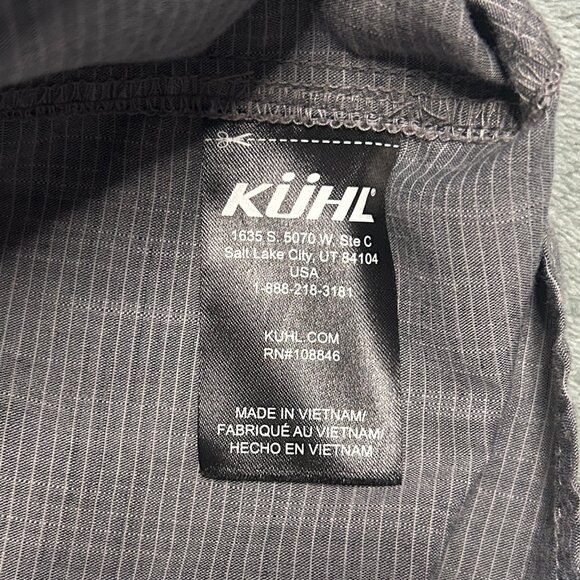 KÜHL
1635 S. 5070 W. Ste C
Salt Lake City, UT 84104
USA
1-888-218-3181
KUHL.COM
RN#108846
MADE IN VIETNAM/
FABRIQUÉ AU VIETNAM/
HECHO EN VIETNAM